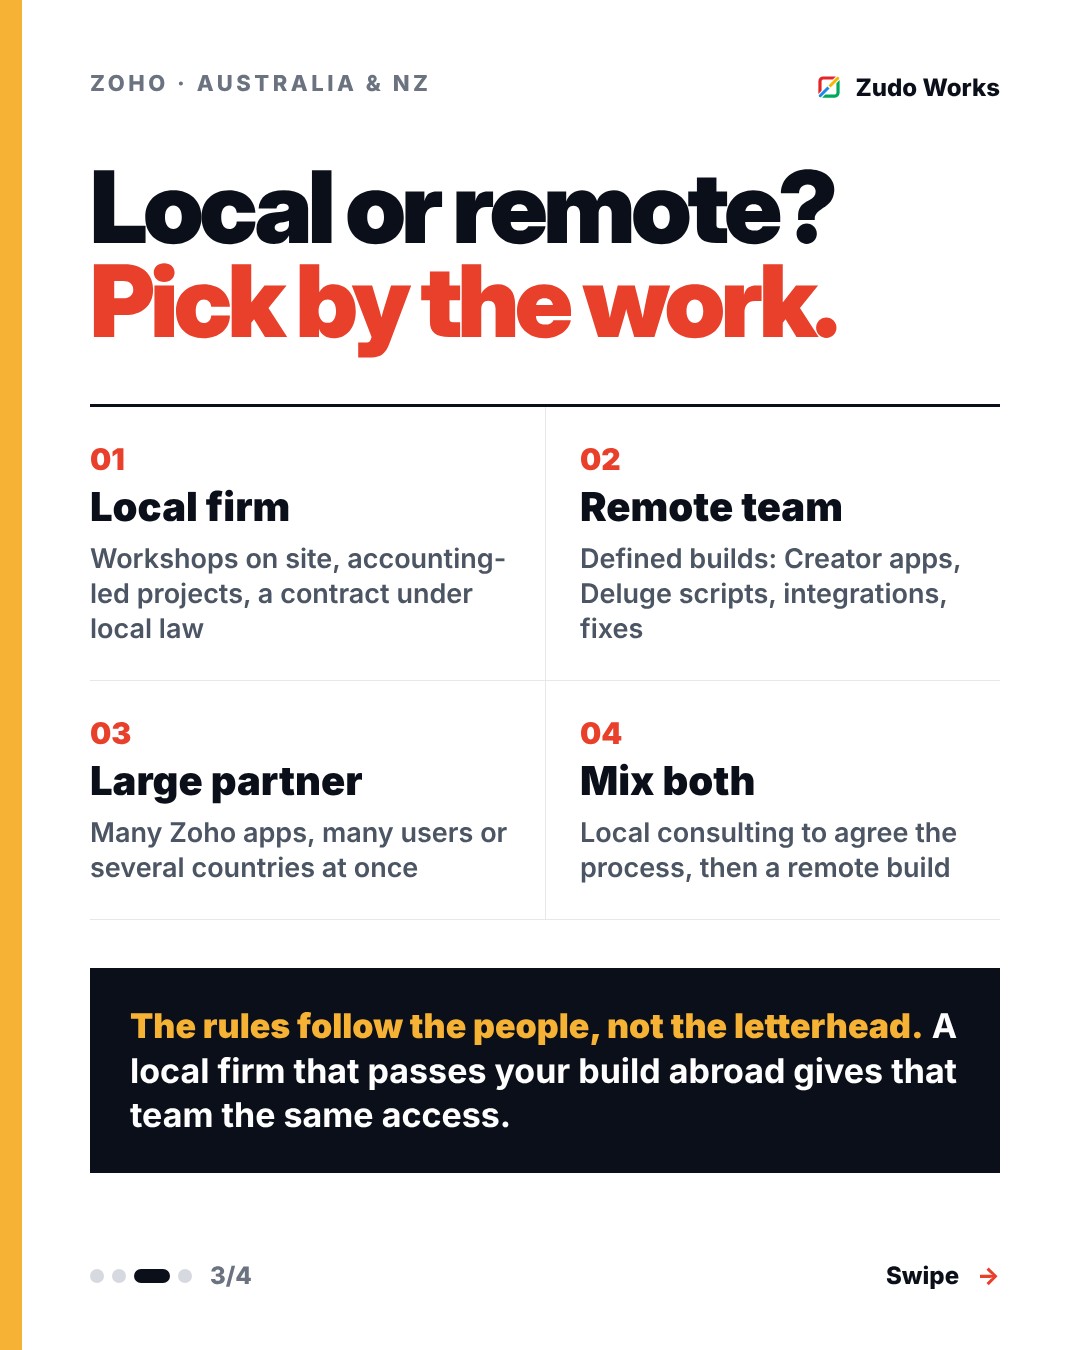 ZOHO · AUSTRALIA & NZ
Zudo Works
Local or remote?
Pick by the work.
01
Local firm
Workshops on site, accounting-
led projects, a contract under
local law
02
Remote team
Defined builds: Creator apps,
Deluge scripts, integrations,
fixes
03
Large partner
Many Zoho apps, many users or
several countries at once
04
Mix both
Local consulting to agree the
process, then a remote build
The rules follow the people, not the letterhead. A
local firm that passes your build abroad gives that
team the same access.
3/4
Swipe →